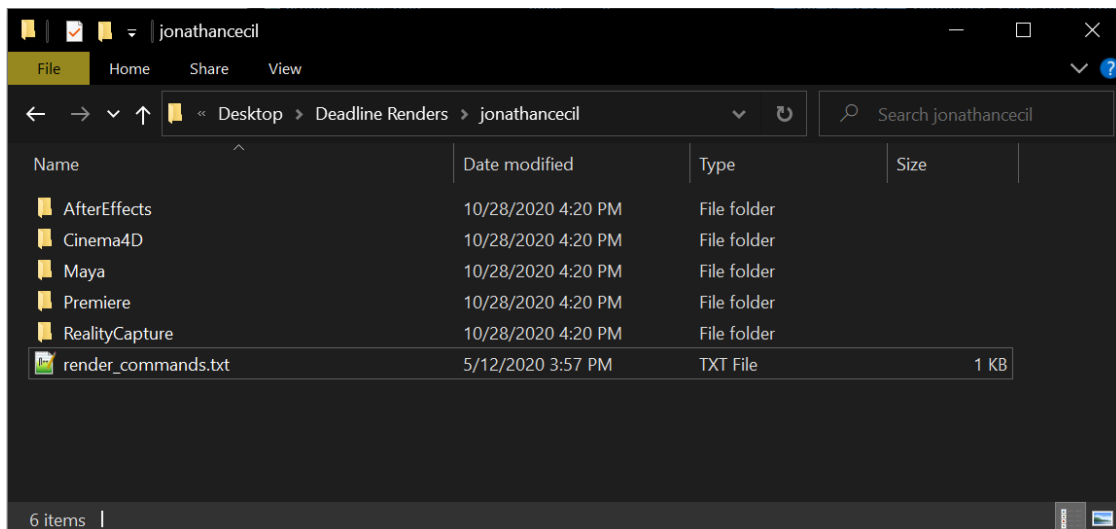 jonathancecil
File Home Share View
« Desktop > Deadline Renders > jonathancecil Search jonathancecil
Name Date modified Type Size
AfterEffects 10/28/2020 4:20 PM File folder
Cinema4D 10/28/2020 4:20 PM File folder
Maya 10/28/2020 4:20 PM File folder
Premiere 10/28/2020 4:20 PM File folder
RealityCapture 10/28/2020 4:20 PM File folder
render_commands.txt 5/12/2020 3:57 PM TXT File 1 KB
6 items